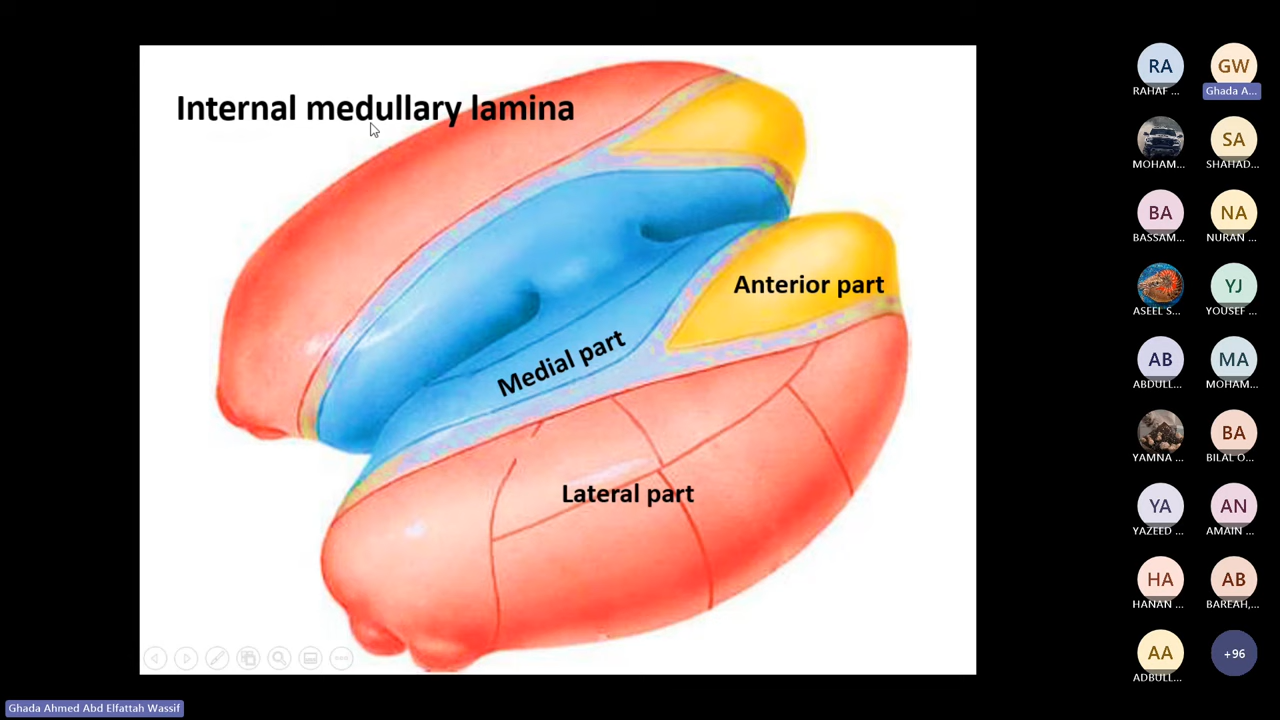 Internal medullary lamina
Anterior part
Medial part
Lateral part
RA
RAHAF ...
GW
Ghada A...
MOHAM...
SA
SHAHAD...
BA
BASSAM...
NA
NURAN ...
ASEEL S...
YJ
YOUSEF ...
AB
ABDULL...
MA
MOHAM...
YAMNA ...
BA
BILAL O...
YA
YAZEED ...
AN
AMAIN ...
HA
HANAN ...
AB
BAREAH,...
AA
ADBULL...
+96
Ghada Ahmed Abd Elfattah Wassif